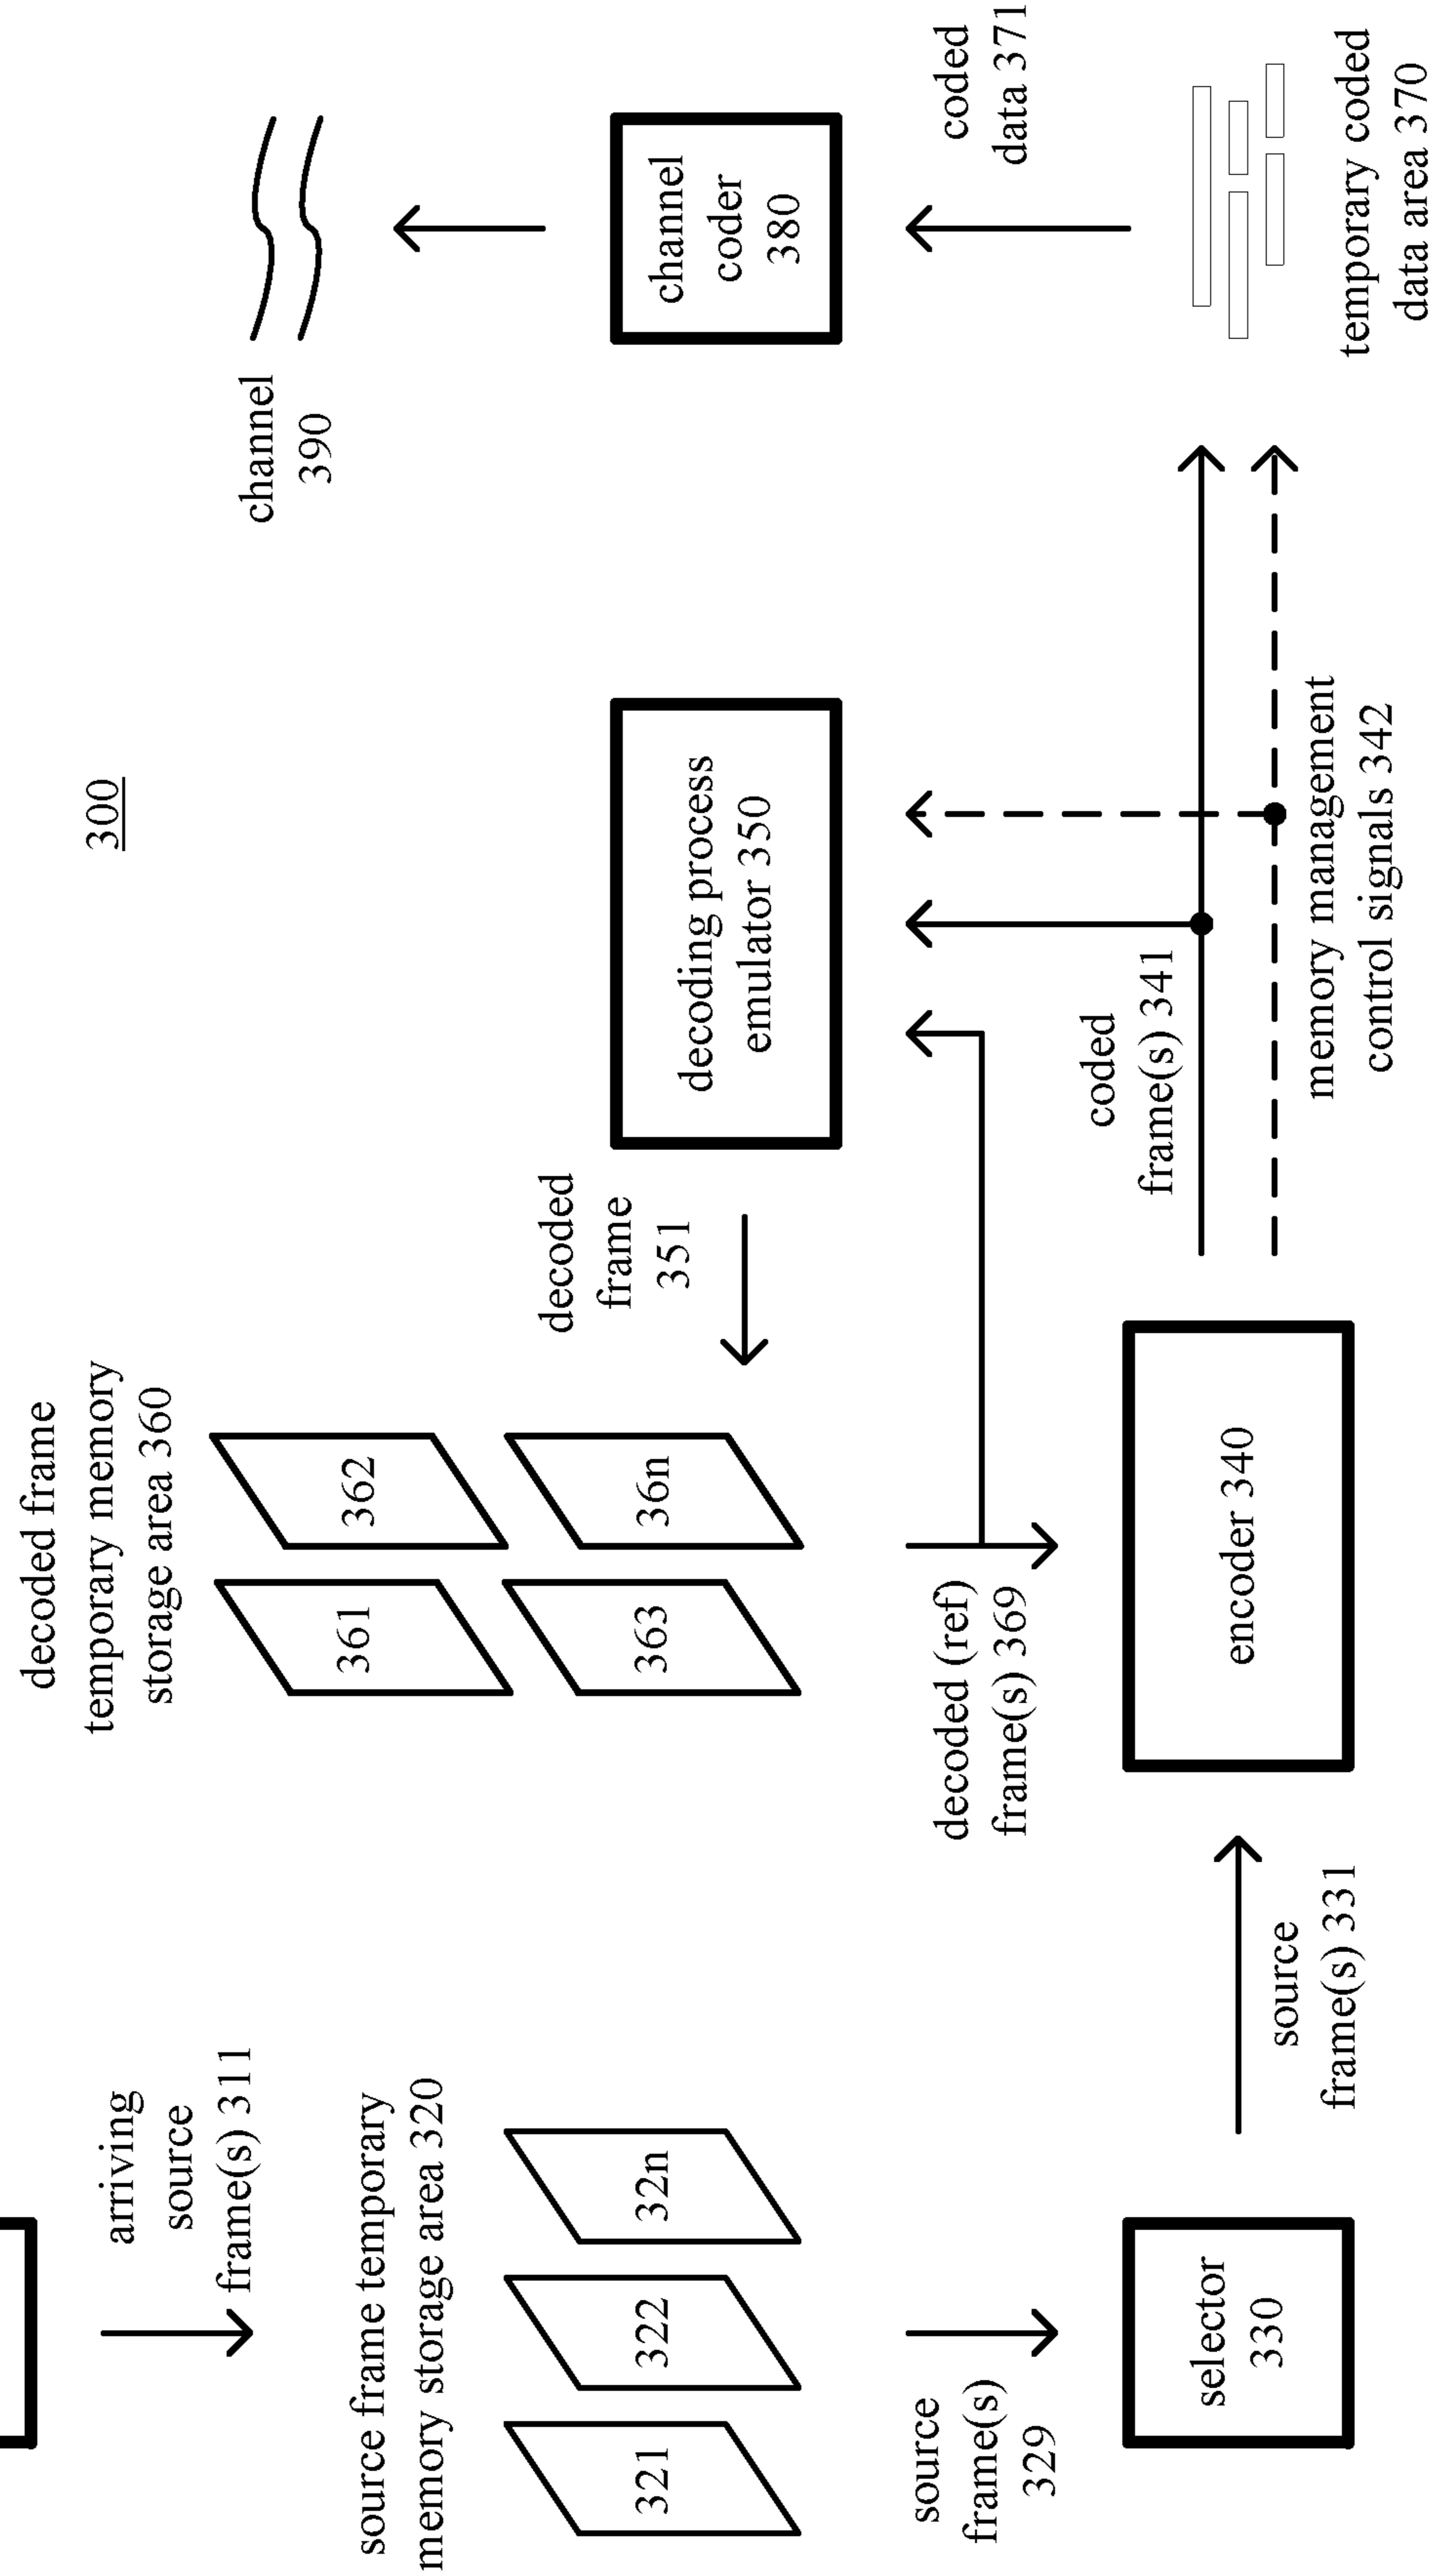 300
arriving
source
frame(s) 311
source frame temporary
memory storage area 320
321
322
32n
source
frame(s)
329
selector
330
source
frame(s) 331
decoded frame
temporary memory
storage area 360
361
362
363
36n
decoded (ref)
frame(s) 369
encoder 340
decoded
frame
351
decoding process
emulator 350
coded
frame(s) 341
memory management
control signals 342
channel
390
channel
coder
380
coded
data 371
temporary coded
data area 370